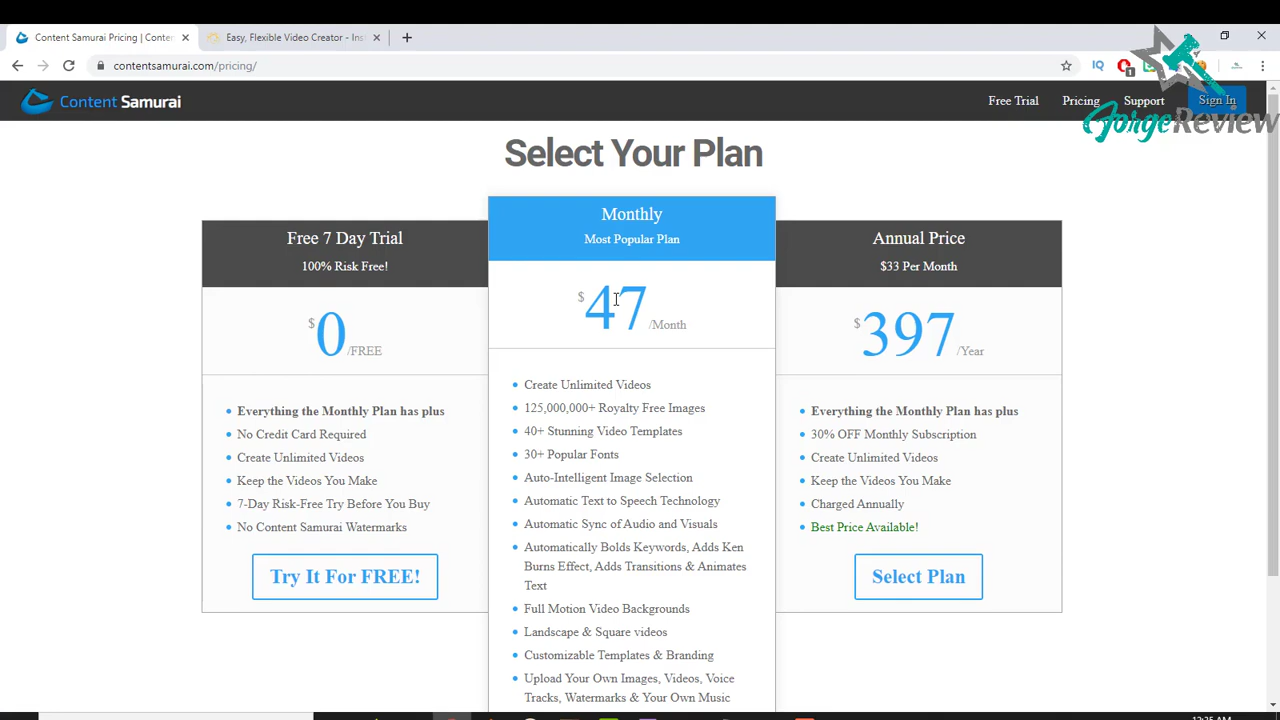 Content Samurai Pricing | Conten
Easy, Flexible Video Creator - Ins
contentsamurai.com/pricing/
IQ
1
Content Samurai
Free Trial
Pricing
Support
Sign In
JorgeReview
Select Your Plan
Free 7 Day Trial
100% Risk Free!
$0/FREE
Everything the Monthly Plan has plus
No Credit Card Required
Create Unlimited Videos
Keep the Videos You Make
7-Day Risk-Free Try Before You Buy
No Content Samurai Watermarks
Try It For FREE!
Monthly
Most Popular Plan
$47/Month
Create Unlimited Videos
125,000,000+ Royalty Free Images
40+ Stunning Video Templates
30+ Popular Fonts
Auto-Intelligent Image Selection
Automatic Text to Speech Technology
Automatic Sync of Audio and Visuals
Automatically Bolds Keywords, Adds Ken
Burns Effect, Adds Transitions & Animates
Text
Full Motion Video Backgrounds
Landscape & Square videos
Customizable Templates & Branding
Upload Your Own Images, Videos, Voice
Tracks, Watermarks & Your Own Music
Annual Price
$33 Per Month
$397/Year
Everything the Monthly Plan has plus
30% OFF Monthly Subscription
Create Unlimited Videos
Keep the Videos You Make
Charged Annually
Best Price Available!
Select Plan